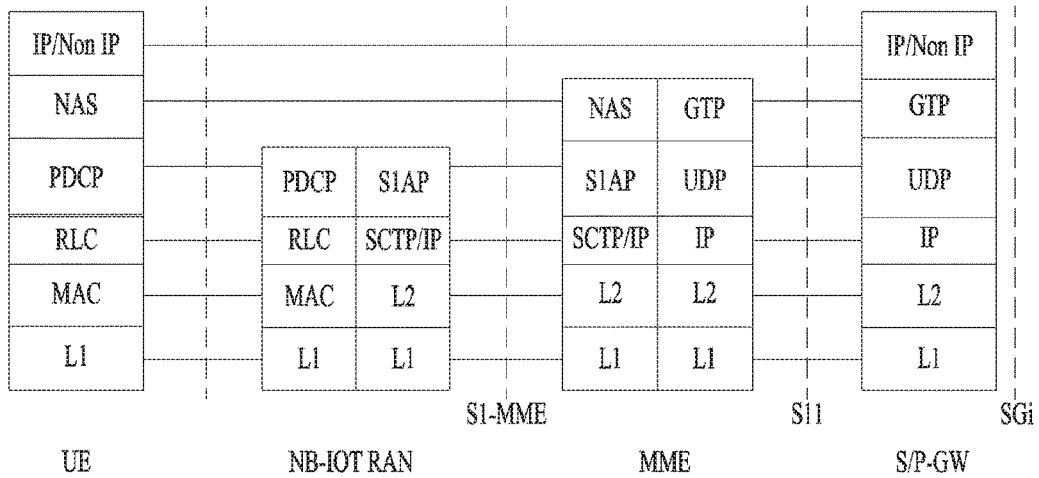 IP/Non IP
IP/Non IP
NAS
NAS
GTP
GTP
PDCP
PDCP
S1AP
S1AP
UDP
UDP
RLC
RLC
SCTP/IP
SCTP/IP
IP
IP
MAC
MAC
L2
L2
L2
L2
L1
L1
L1
L1
L1
L1
S1-MME
S11
SGi
UE
NB-IOT RAN
MME
S/P-GW